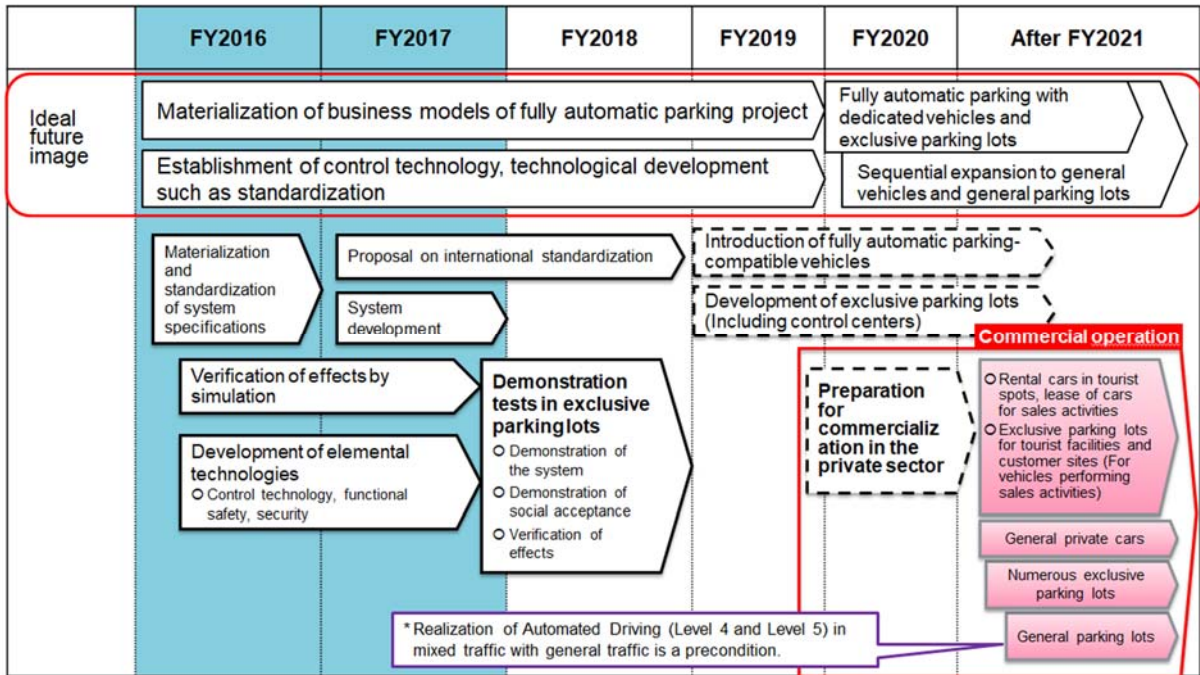 FY2016
FY2017
FY2018
FY2019
FY2020
After FY2021
Ideal
future
image
Materialization of business models of fully automatic parking project
Fully automatic parking with
dedicated vehicles and
exclusive parking lots
Establishment of control technology, technological development
such as standardization
Sequential expansion to general
vehicles and general parking lots
Materialization
and
standardization
of system
specifications
Proposal on international standardization
Introduction of fully automatic parking-
compatible vehicles
System
development
Development of exclusive parking lots
(Including control centers)
Commercial operation
Verification of effects by
simulation
Development of elemental
technologies
○ Control technology, functional
safety, security
Demonstration
tests in exclusive
parking lots
○ Demonstration of
the system
○ Demonstration of
social acceptance
○ Verification of
effects
Preparation
for
commercializ
ation in the
private sector
○ Rental cars in tourist
spots, lease of cars
for sales activities
○ Exclusive parking lots
for tourist facilities and
customer sites (For
vehicles performing
sales activities)
General private cars
Numerous exclusive
parking lots
General parking lots
*Realization of Automated Driving (Level 4 and Level 5) in
mixed traffic with general traffic is a precondition.